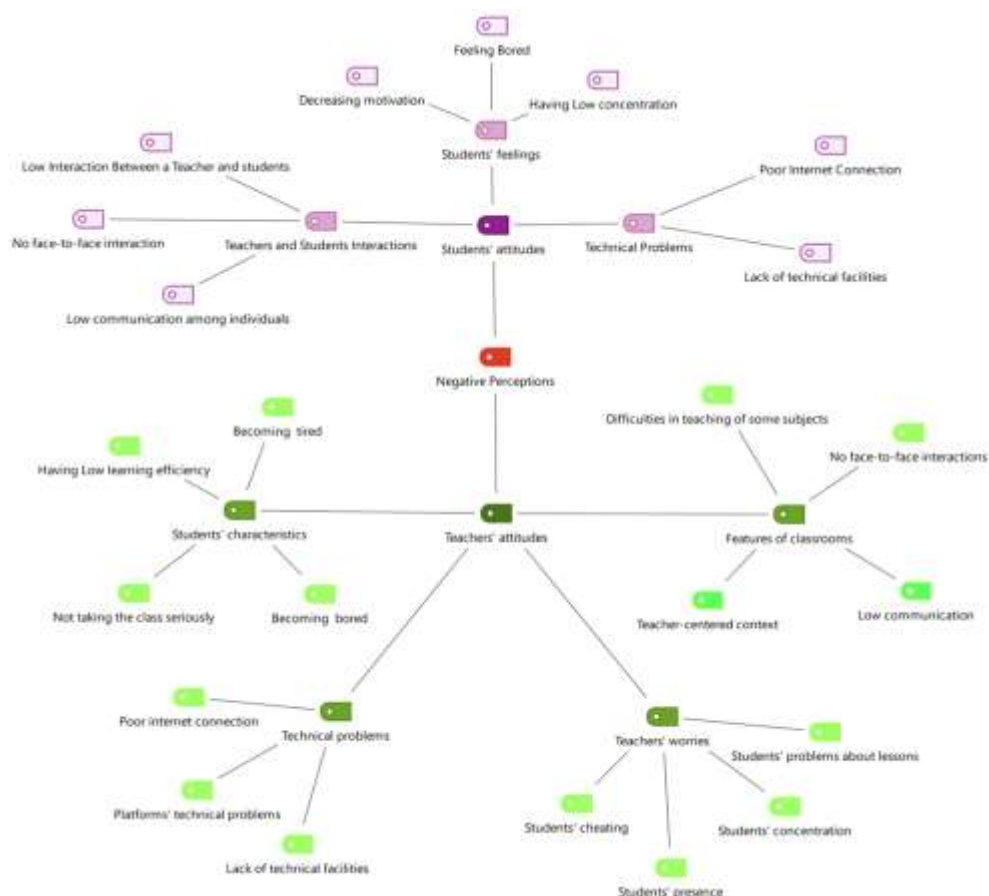 Feeling Bored
Decreasing motivation
Having Low concentration
Students' feelings
Low Interaction Between a Teacher and students
Poor Internet Connection
No face-to-face interaction
Teachers and Students Interactions
Students' attitudes
Technical Problems
Lack of technical facilities
Low communication among individuals
Negative Perceptions
Difficulties in teaching of some subjects
Becoming tired
No face-to-face interactions
Having Low learning efficiency
Students' characteristics
Teachers' attitudes
Features of classrooms
Not taking the class seriously
Becoming bored
Teacher-centered context
Low communication
Poor internet connection
Technical problems
Teachers' worries
Students' problems about lessons
Platforms' technical problems
Students' cheating
Students' concentration
Lack of technical facilities
Students' presence